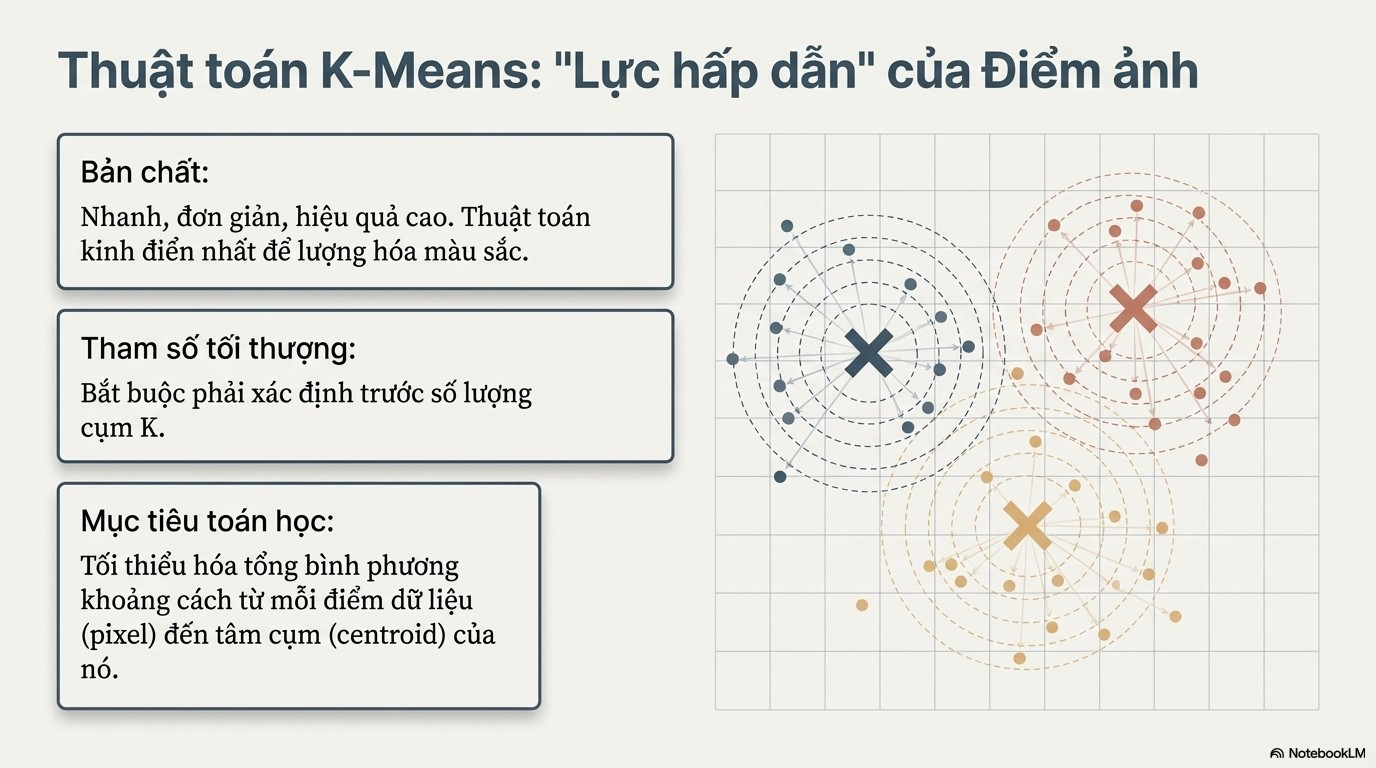 Thuật toán K-Means: "Lực hấp dẫn" của Điểm ảnh
Bản chất:
Nhanh, đơn giản, hiệu quả cao. Thuật toán
kinh điển nhất để lượng hóa màu sắc.
Tham số tối thượng:
Bắt buộc phải xác định trước số lượng
cụm K.
Mục tiêu toán học:
Tối thiểu hóa tổng bình phương
khoảng cách từ mỗi điểm dữ liệu
(pixel) đến tâm cụm (centroid) của
nó.
NotebookLM